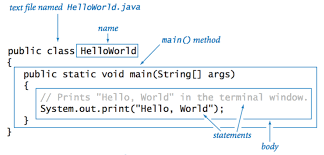 text file named HelloWorld.java
name
main() method
public class HelloWorld
{
public static void main(String[] args)
{
// Prints "Hello, World" in the terminal window.
System.out.print("Hello, World");
}
}
statements
body